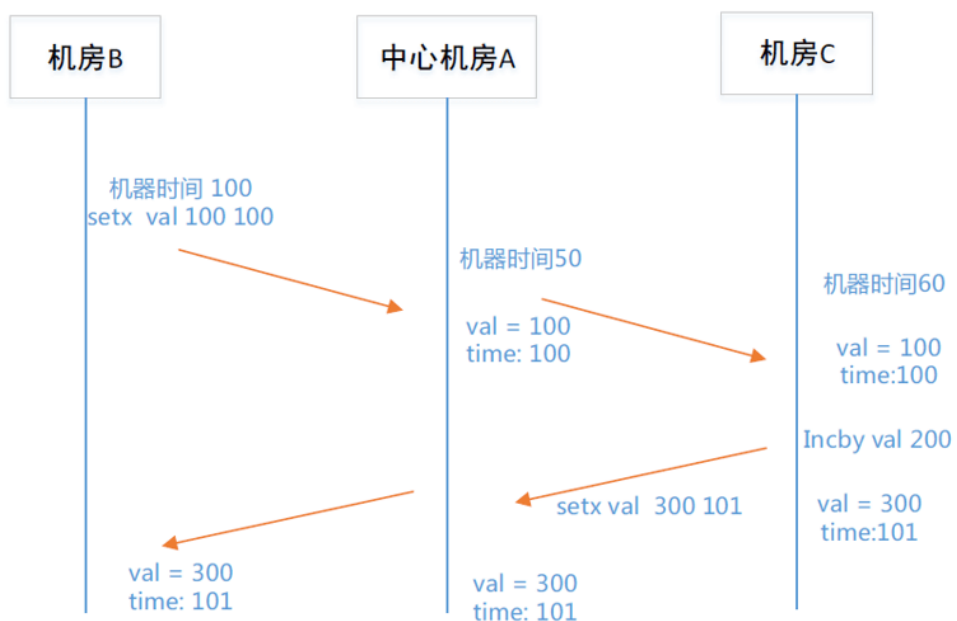 机房B
中心机房A
机房C
机器时间 100
setx val 100 100
机器时间50
机器时间60
val = 100
time: 100
val = 100
time:100
Incby val 200
setx val 300 101
val = 300
time:101
val = 300
time: 101
val = 300
time: 101